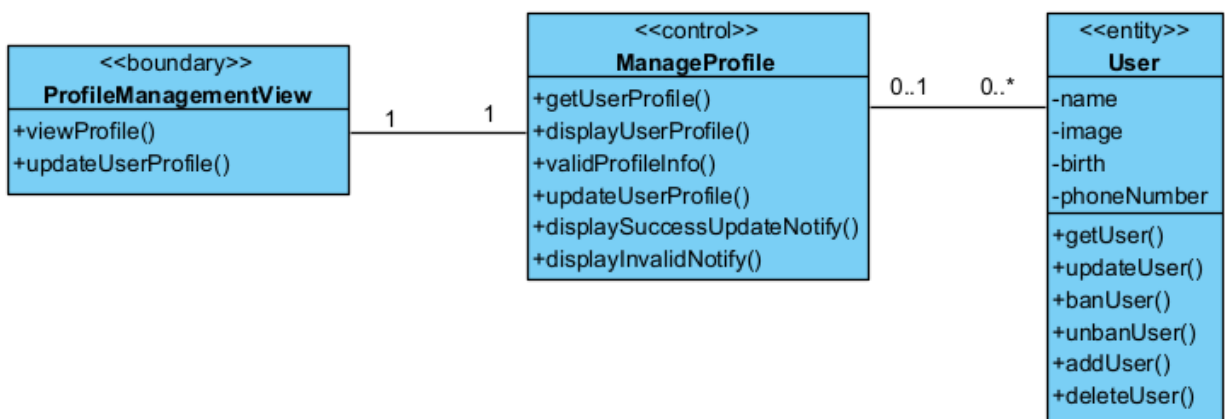 <<boundary>>
ProfileManagementView
+viewProfile()
+updateUserProfile()
1
1
<<control>>
ManageProfile
+getUserProfile()
+displayUserProfile()
+validProfileInfo()
+updateUserProfile()
+displaySuccessUpdateNotify()
+displayInvalidNotify()
0..1
0..*
<<entity>>
User
-name
-image
-birth
-phoneNumber
+getUser()
+updateUser()
+banUser()
+unbanUser()
+addUser()
+deleteUser()